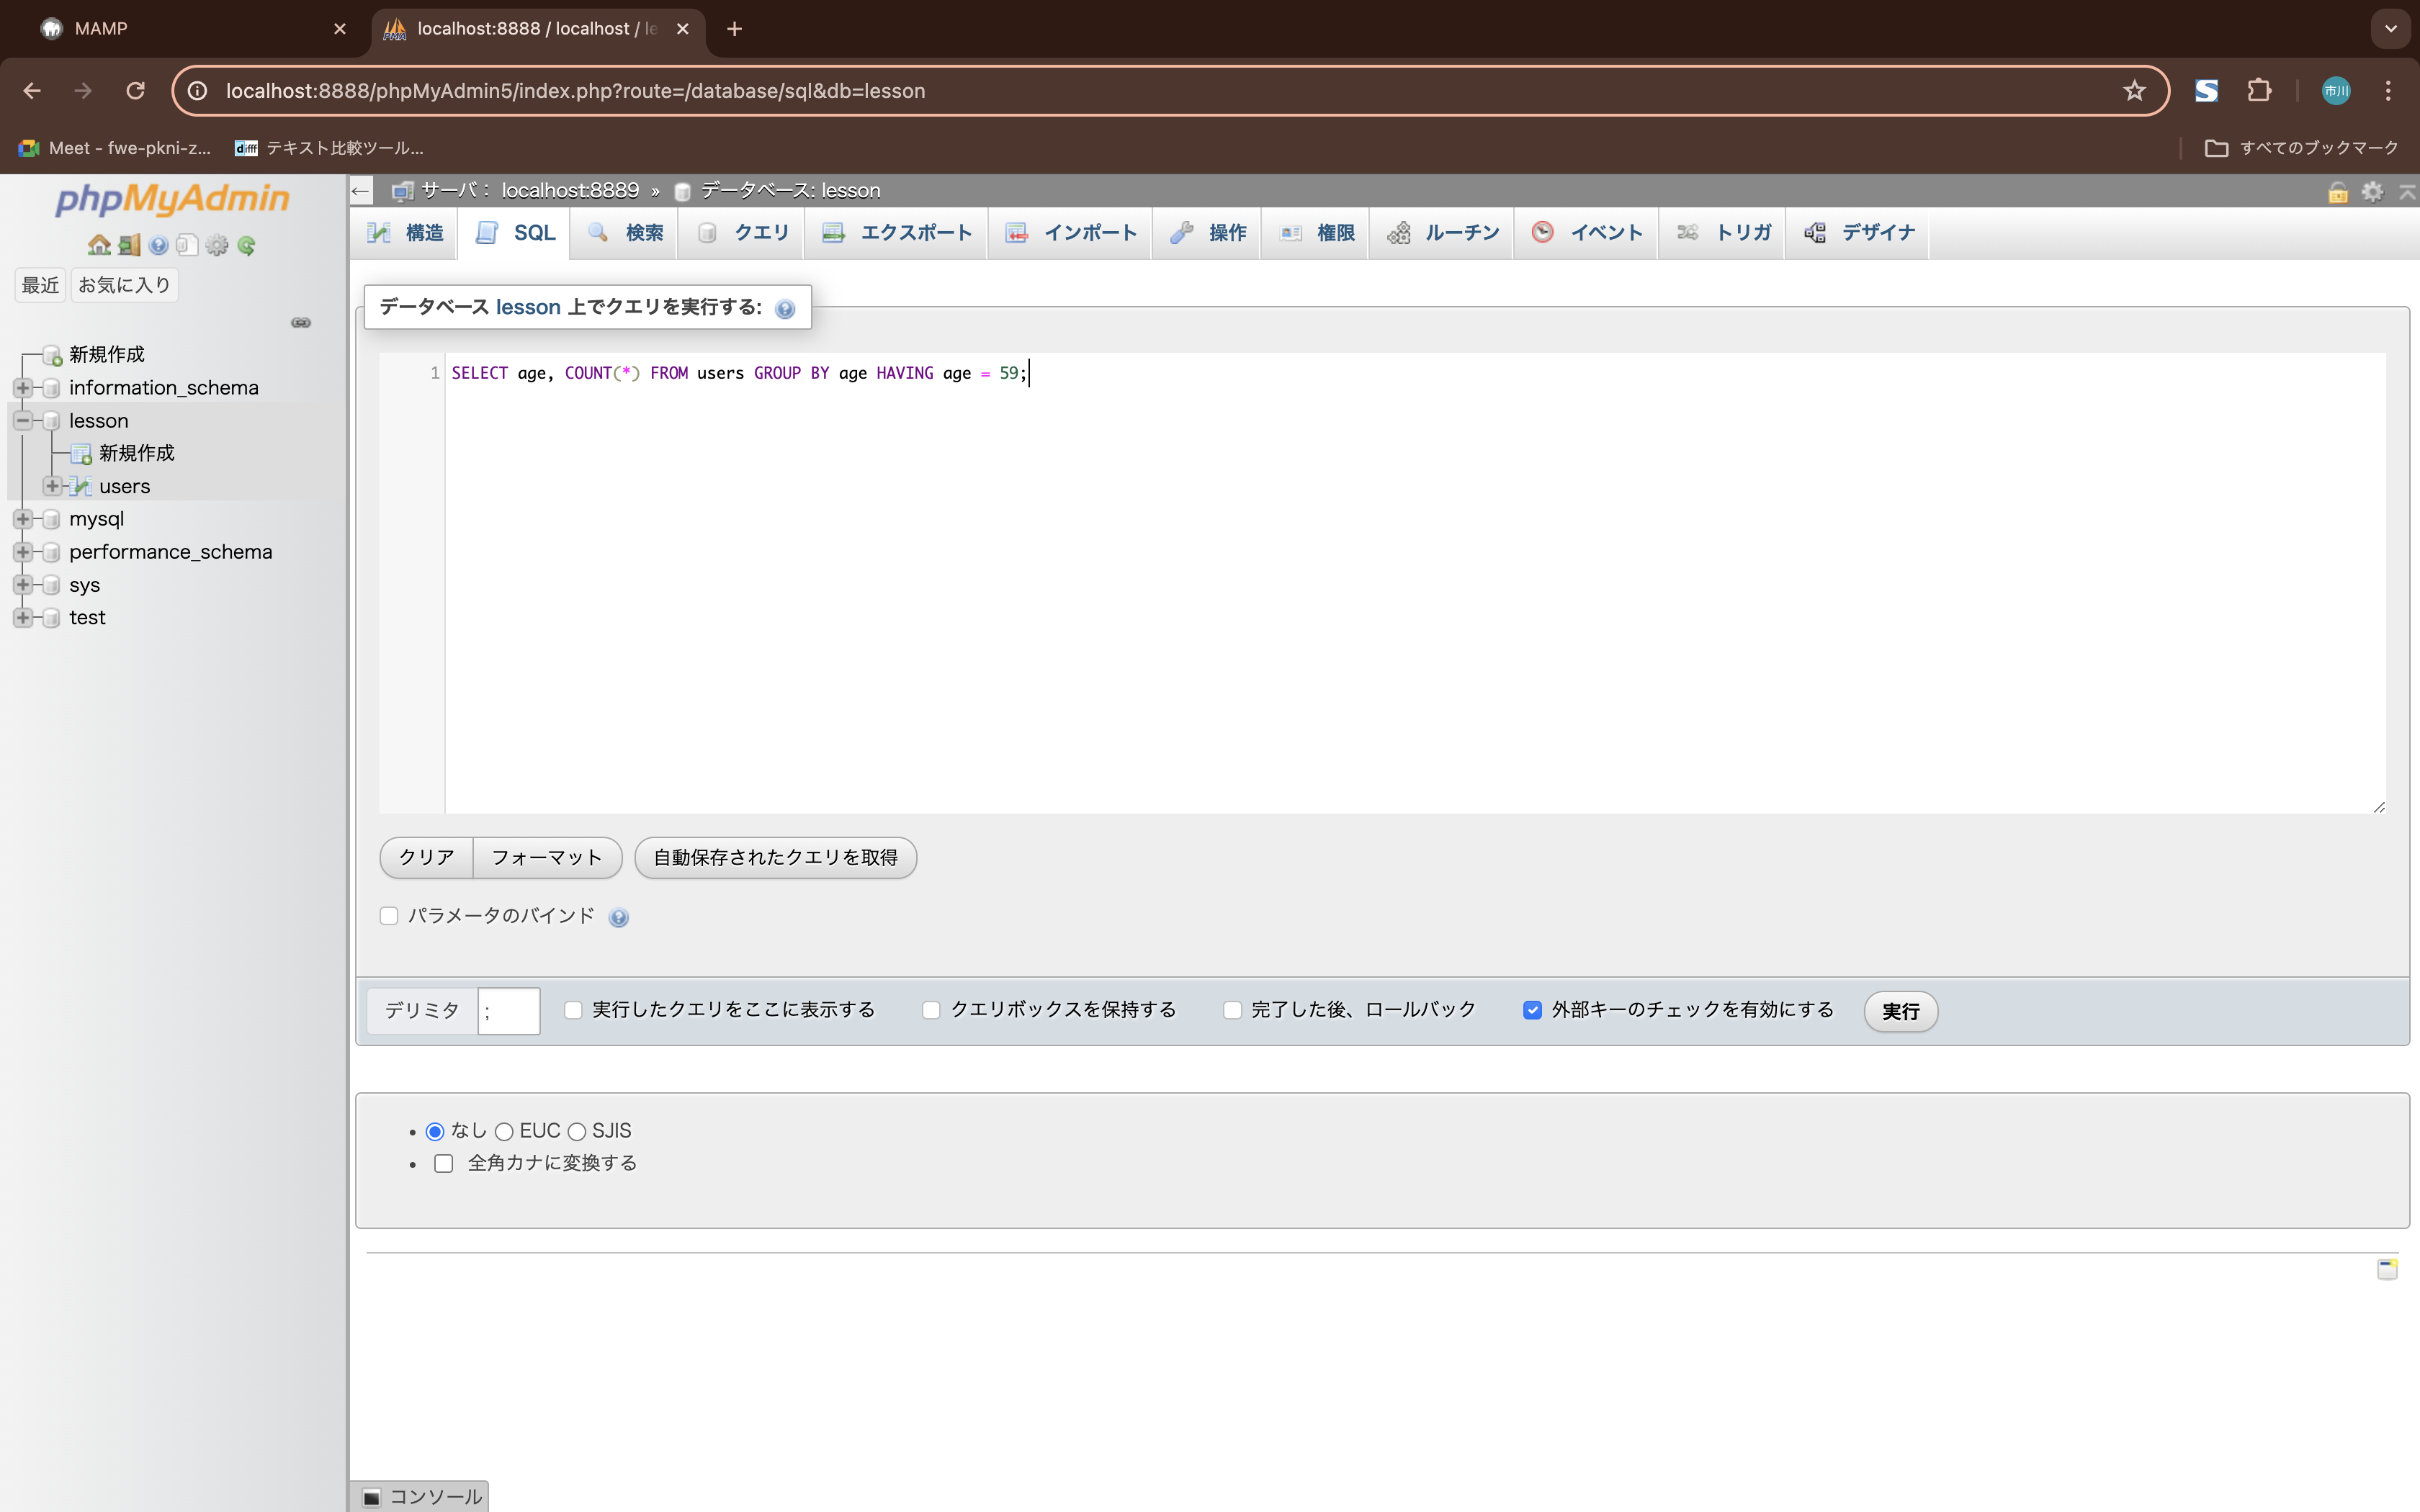 MAMP
localhost:8888 / localhost / le
localhost:8888/phpMyAdmin5/index.php?route=/database/sql&db=lesson
市川
Meet - fwe-pkni-z...
diff テキスト比較ツール...
すべてのブックマーク
phpMyAdmin
最近 お気に入り
新規作成
information_schema
lesson
新規作成
users
mysql
performance_schema
sys
test
サーバ： localhost:8889 » データベース: lesson
構造 SQL 検索 クエリ エクスポート インポート 操作 権限 ルーチン イベント トリガ デザイナ
データベース lesson 上でクエリを実行する:
1 SELECT age, COUNT(*) FROM users GROUP BY age HAVING age = 59;
クリア フォーマット 自動保存されたクエリを取得
パラメータのバインド
デリミタ ; 実行したクエリをここに表示する クエリボックスを保持する 完了した後、ロールバック 外部キーのチェックを有効にする 実行
なし EUC SJIS
全角カナに変換する
コンソール